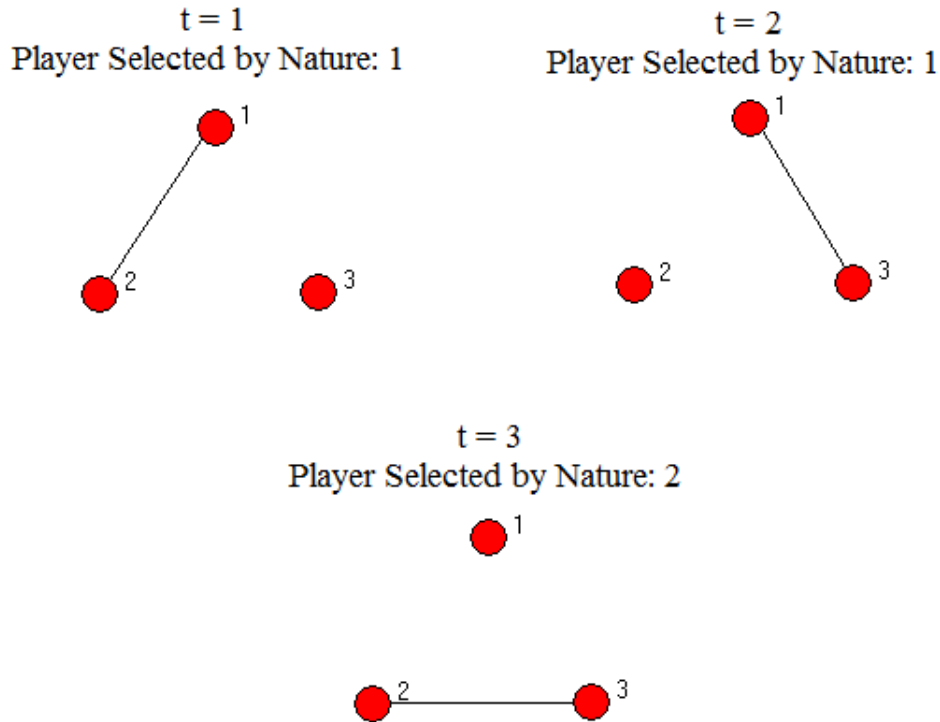 t = 1
Player Selected by Nature: 1
1
2
3
t = 2
Player Selected by Nature: 1
1
2
3
t = 3
Player Selected by Nature: 2
1
2
3